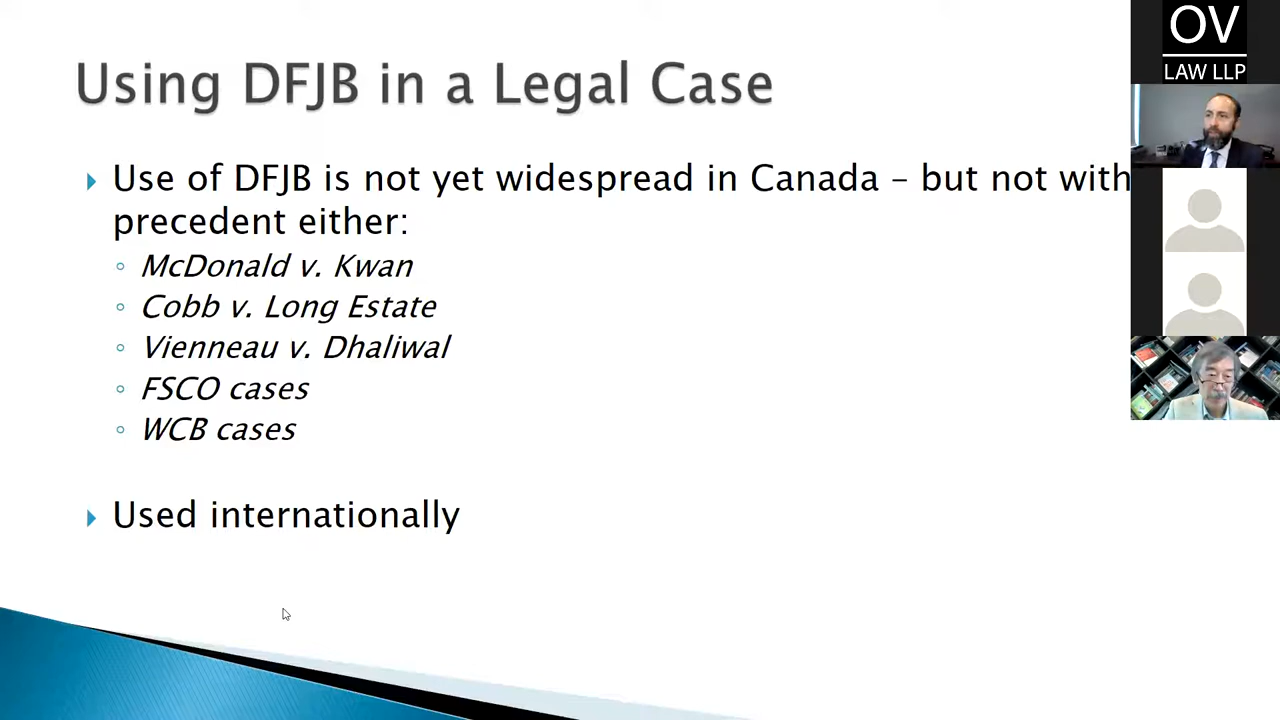 Using DFJB in a Legal Case
Use of DFJB is not yet widespread in Canada – but not with
precedent either:
McDonald v. Kwan
Cobb v. Long Estate
Vienneau v. Dhaliwal
FSCO cases
WCB cases
Used internationally
OV
LAW LLP